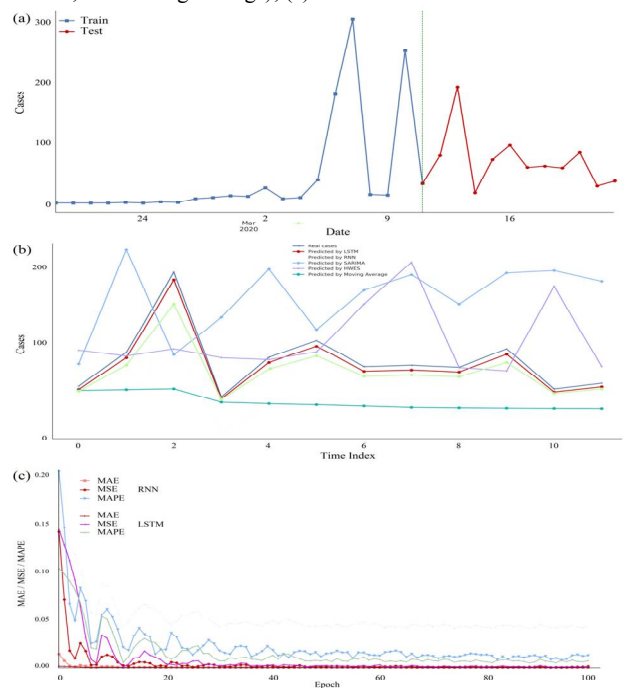 (a)
Train
Test
300
200
100
0
Cases
24
2
9
16
Mar
2020
Date
(b)
Real cases
Predicted by LSTM
Predicted by RNN
Predicted by SARIMA
Predicted by HWES
Predicted by Moving Average
200
100
0
Cases
0 2 4 6 8 10
Time Index
(c)
0.20
0.15
0.10
0.05
0.00
MAE / MSE / MAPE
MAE
MSE RNN
MAPE
MAE
MSE LSTM
MAPE
0 20 40 60 80 100
Epoch